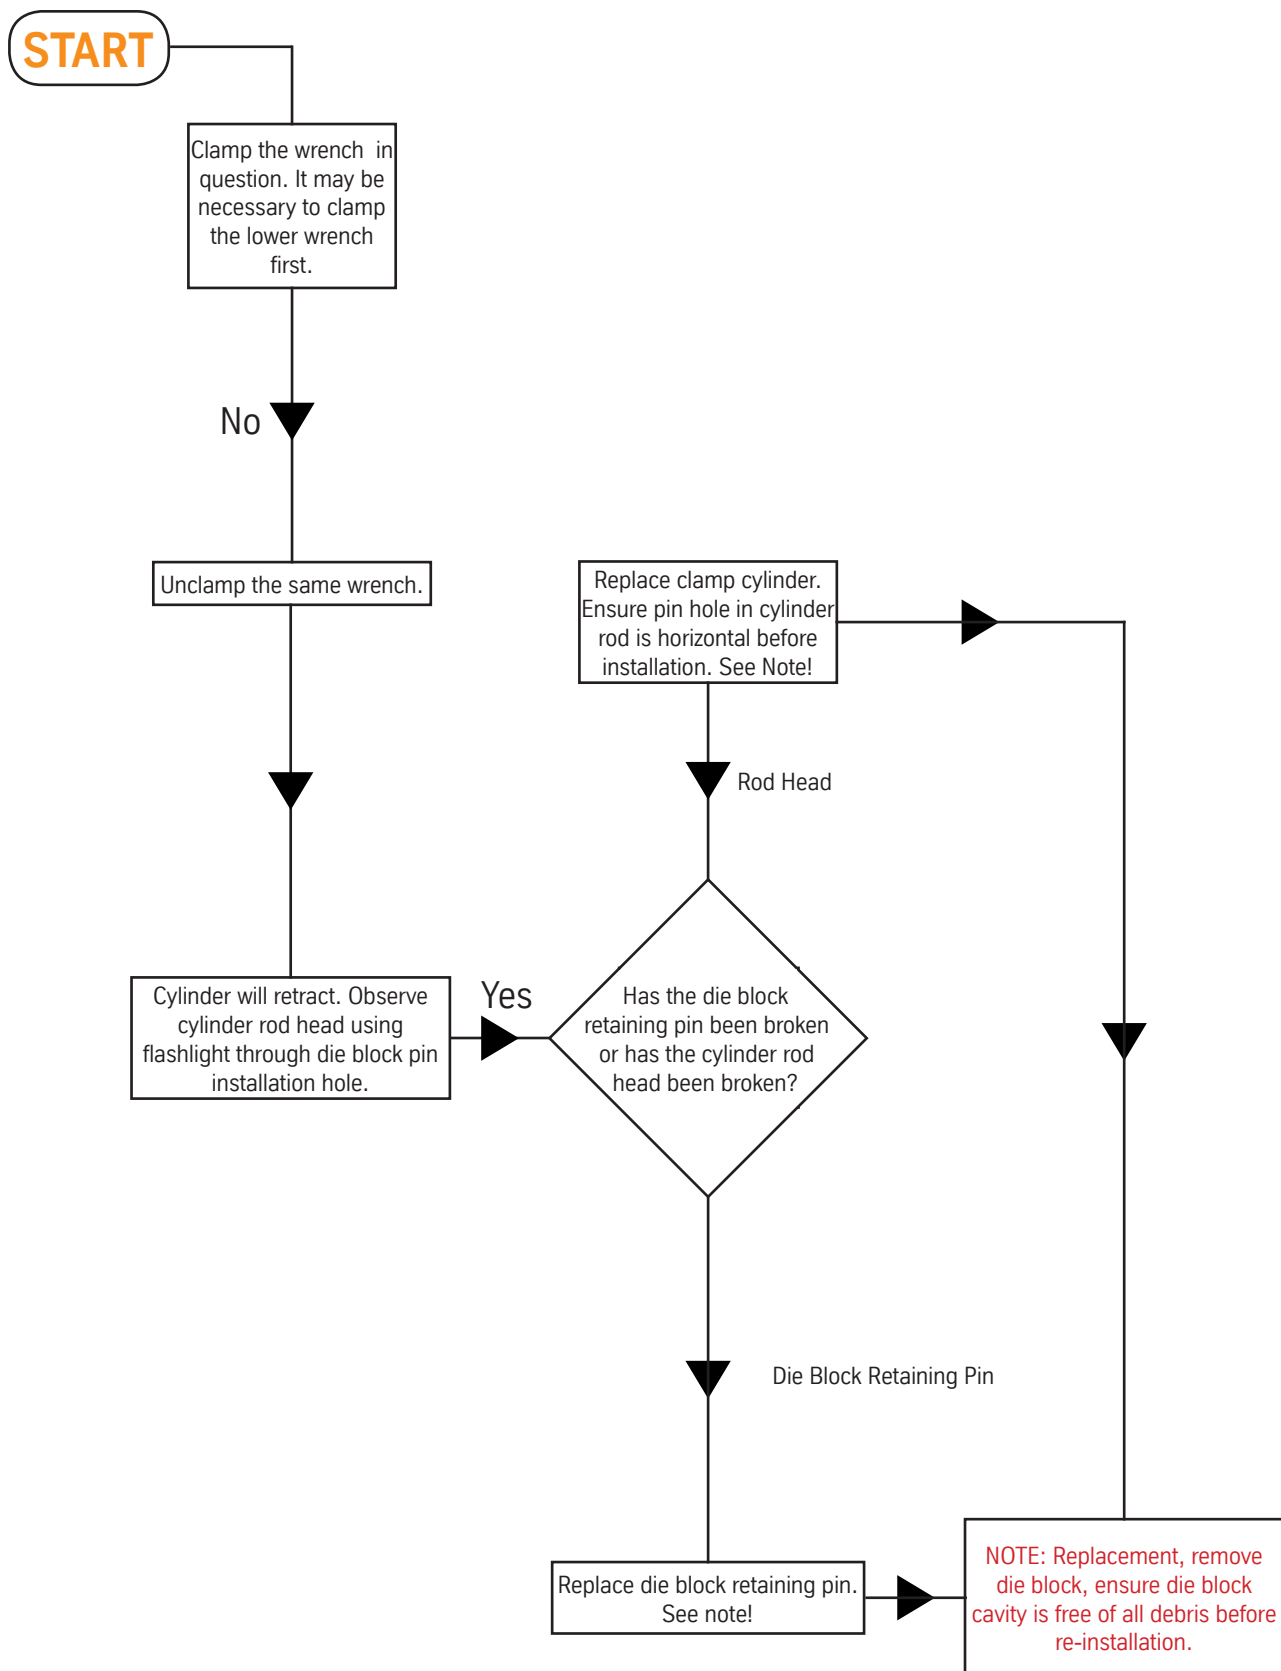 START
Clamp the wrench in
question. It may be
necessary to clamp
the lower wrench
first.
No
Unclamp the same wrench.
Replace clamp cylinder.
Ensure pin hole in cylinder
rod is horizontal before
installation. See Note!
Rod Head
Cylinder will retract. Observe
cylinder rod head using
flashlight through die block pin
installation hole.
Yes
Has the die block
retaining pin been broken
or has the cylinder rod
head been broken?
Die Block Retaining Pin
Replace die block retaining pin.
See note!
NOTE: Replacement, remove
die block, ensure die block
cavity is free of all debris before
re-installation.